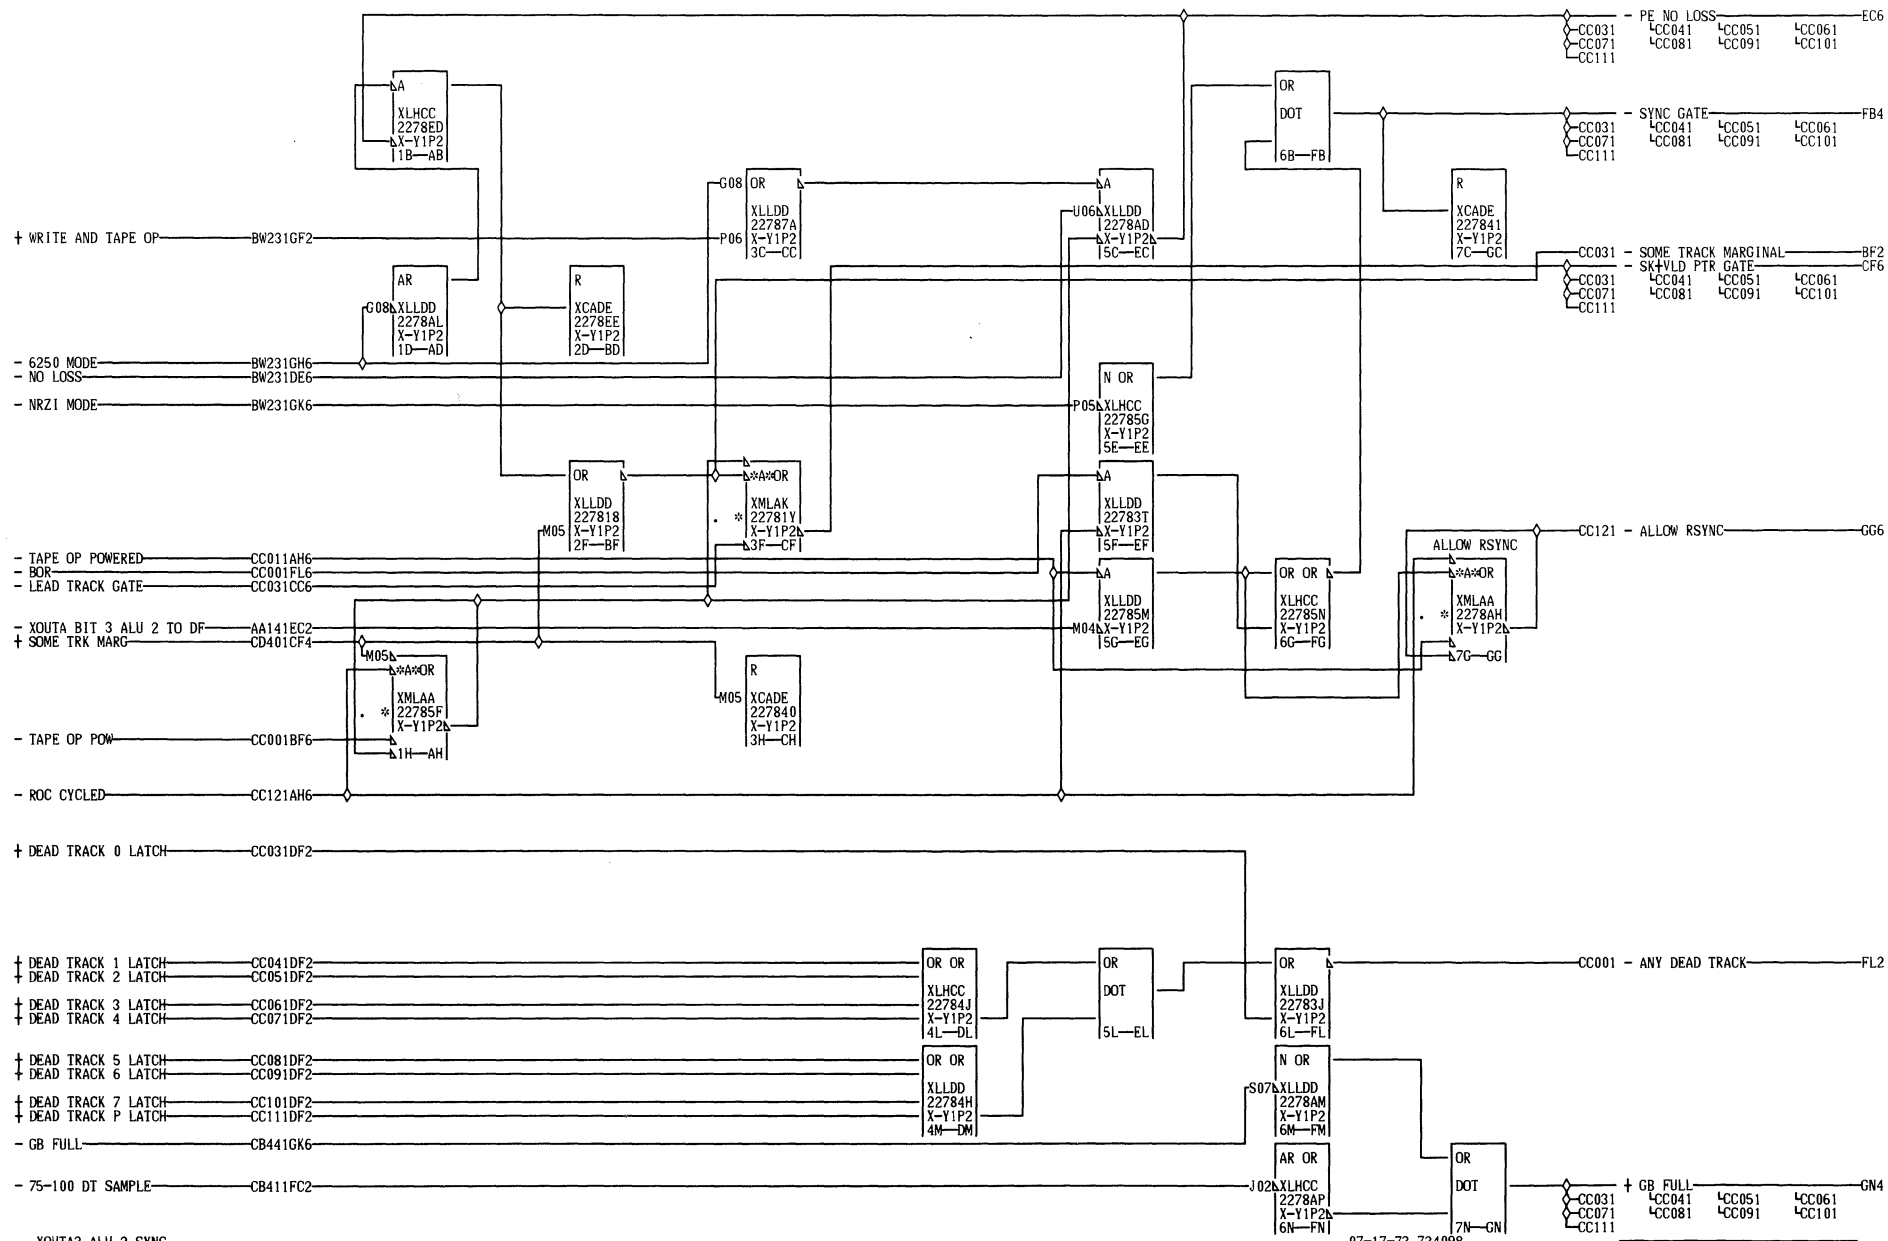 - PE NO LOSS EC6
CC031 CC041 CC051 CC061
CC071 CC081 CC091 CC101
CC111
A
XLHCC
2278ED
X-Y1P2
1B—AB
OR
DOT
6B—FB
- SYNC GATE FB4
CC031 CC041 CC051 CC061
CC071 CC081 CC091 CC101
CC111
G08 OR
XLLDD
22787A
P06 X-Y1P2
3C—CC
A
U06 XLLDD
2278AD
X-Y1P2
5C—EC
R
XCADE
227841
X-Y1P2
7C—GC
+ WRITE AND TAPE OP BW231GF2
CC031 - SOME TRACK MARGINAL BF2
- SK+VLD PTR GATE CF6
CC031 CC041 CC051 CC061
CC071 CC081 CC091 CC101
CC111
AR
G08 XLLDD
2278AL
X-Y1P2
1D—AD
R
XCADE
2278EE
X-Y1P2
2D—BD
- 6250 MODE BW231GH6
- NO LOSS BW231DE6
- NRZI MODE BW231GK6
N OR
P05 XLHCC
22785G
X-Y1P2
5E—EE
OR
XLLDD
227818
M05 X-Y1P2
2F—BF
*A*OR
XMLAK
. * 22781Y
X-Y1P2
3F—CF
A
XLLDD
22783T
X-Y1P2
5F—EF
CC121 - ALLOW RSYNC GG6
- TAPE OP POWERED CC011AH6
- BOR CC001FL6
- LEAD TRACK GATE CC031CC6
A
XLLDD
22785M
M04 X-Y1P2
5G—EG
OR OR
XLHCC
22785N
X-Y1P2
6G—FG
ALLOW RSYNC
*A*OR
XMLAA
. * 2278AH
X-Y1P2
7G—GG
- XOUTA BIT 3 ALU 2 TO DF AA141EC2
+ SOME TRK MARG CD401CF4
M05
*A*OR
XMLAA
. * 22785F
X-Y1P2
1H—AH
R
M05 XCADE
227840
X-Y1P2
3H—CH
- TAPE OP POW CC001BF6
- ROC CYCLED CC121AH6
+ DEAD TRACK 0 LATCH CC031DF2
+ DEAD TRACK 1 LATCH CC041DF2
+ DEAD TRACK 2 LATCH CC051DF2
+ DEAD TRACK 3 LATCH CC061DF2
+ DEAD TRACK 4 LATCH CC071DF2
OR OR
XLHCC
22784J
X-Y1P2
4L—DL
OR
DOT
5L—EL
OR
XLLDD
22783J
X-Y1P2
6L—FL
CC001 - ANY DEAD TRACK FL2
+ DEAD TRACK 5 LATCH CC081DF2
+ DEAD TRACK 6 LATCH CC091DF2
+ DEAD TRACK 7 LATCH CC101DF2
+ DEAD TRACK P LATCH CC111DF2
OR OR
XLLDD
22784H
X-Y1P2
4M—DM
N OR
S07 XLLDD
2278AM
X-Y1P2
6M—FM
- GB FULL CB441GK6
- 75-100 DT SAMPLE CB411FC2
AR OR
J02 XLHCC
2278AP
X-Y1P2
6N—FN
OR
DOT
7N—GN
+ GB FULL GN4
CC031 CC041 CC051 CC061
CC071 CC081 CC091 CC101
CC111